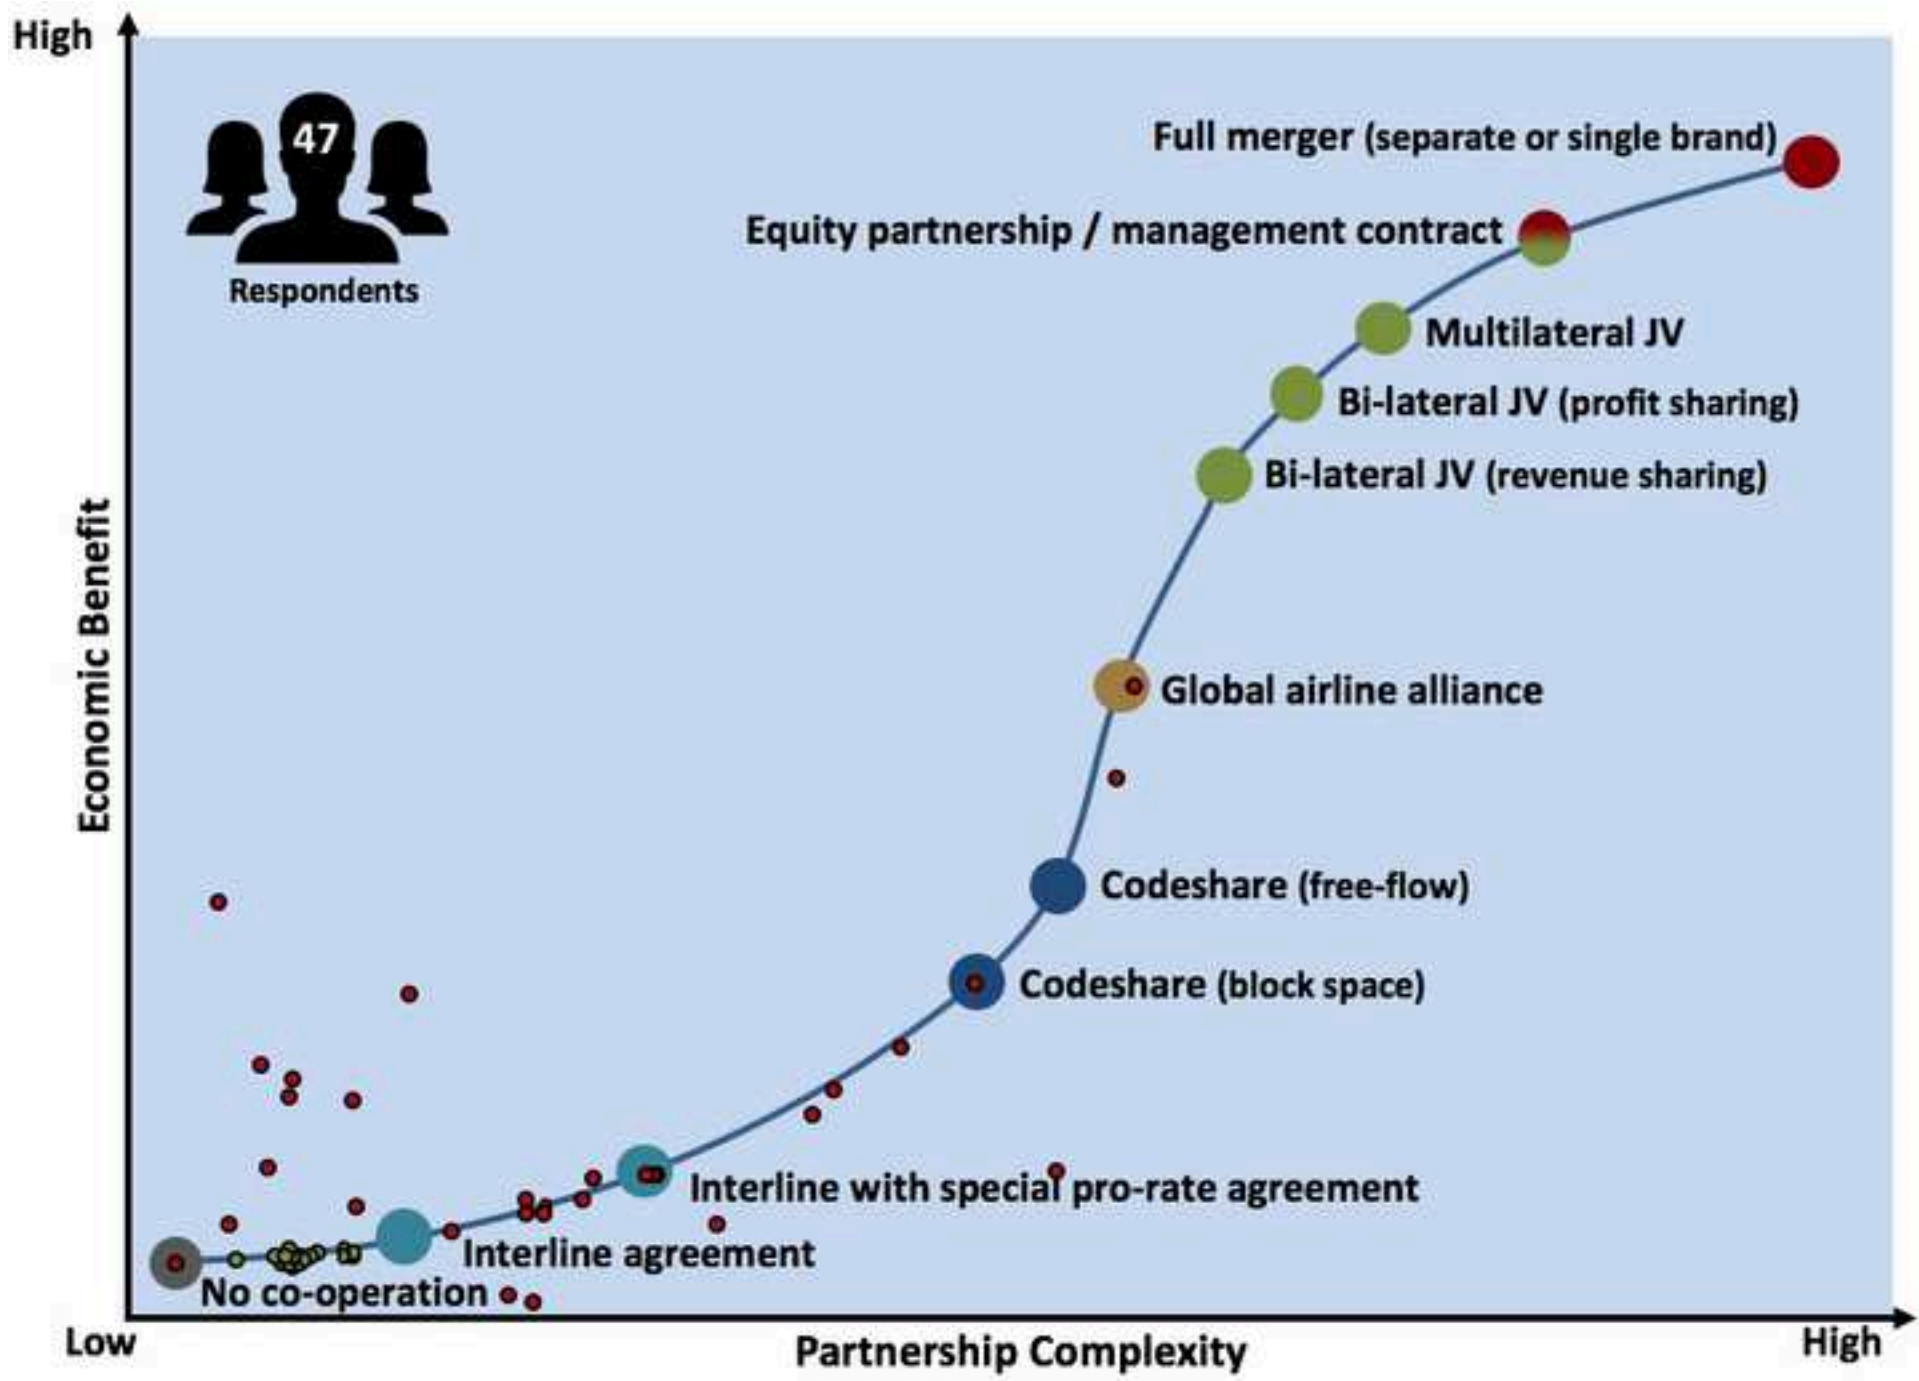 High
47
Respondents
Full merger (separate or single brand)
Equity partnership / management contract
Multilateral JV
Bi-lateral JV (profit sharing)
Bi-lateral JV (revenue sharing)
Economic Benefit
Global airline alliance
Codeshare (free-flow)
Codeshare (block space)
Interline with special pro-rate agreement
Interline agreement
No co-operation
Low
Partnership Complexity
High